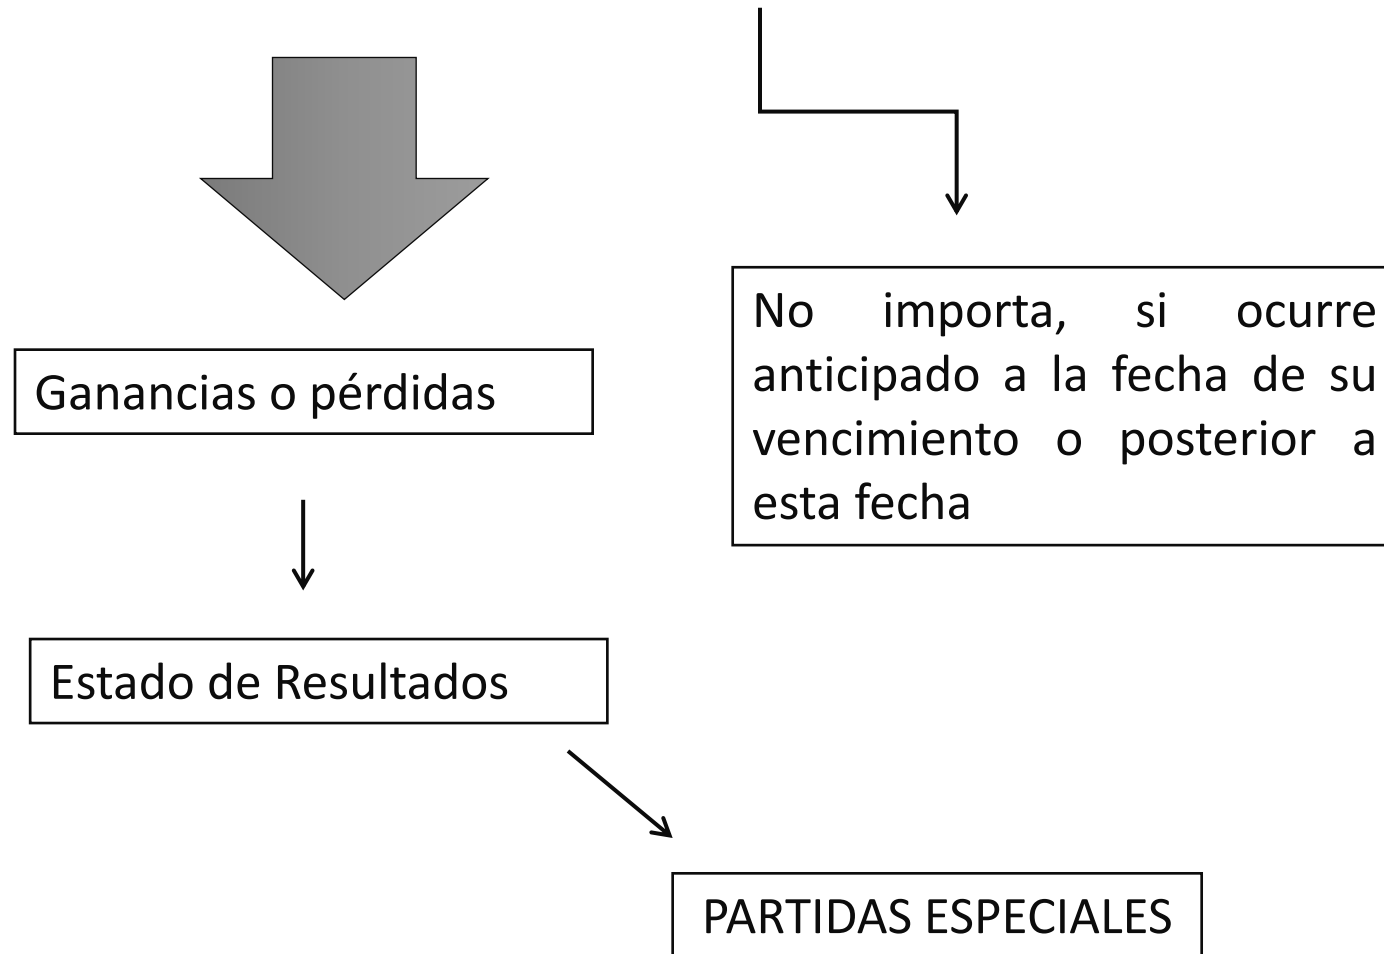 Ganancias o pérdidas
No importa, si ocurre
anticipado a la fecha de su
vencimiento o posterior a
esta fecha
Estado de Resultados
PARTIDAS ESPECIALES